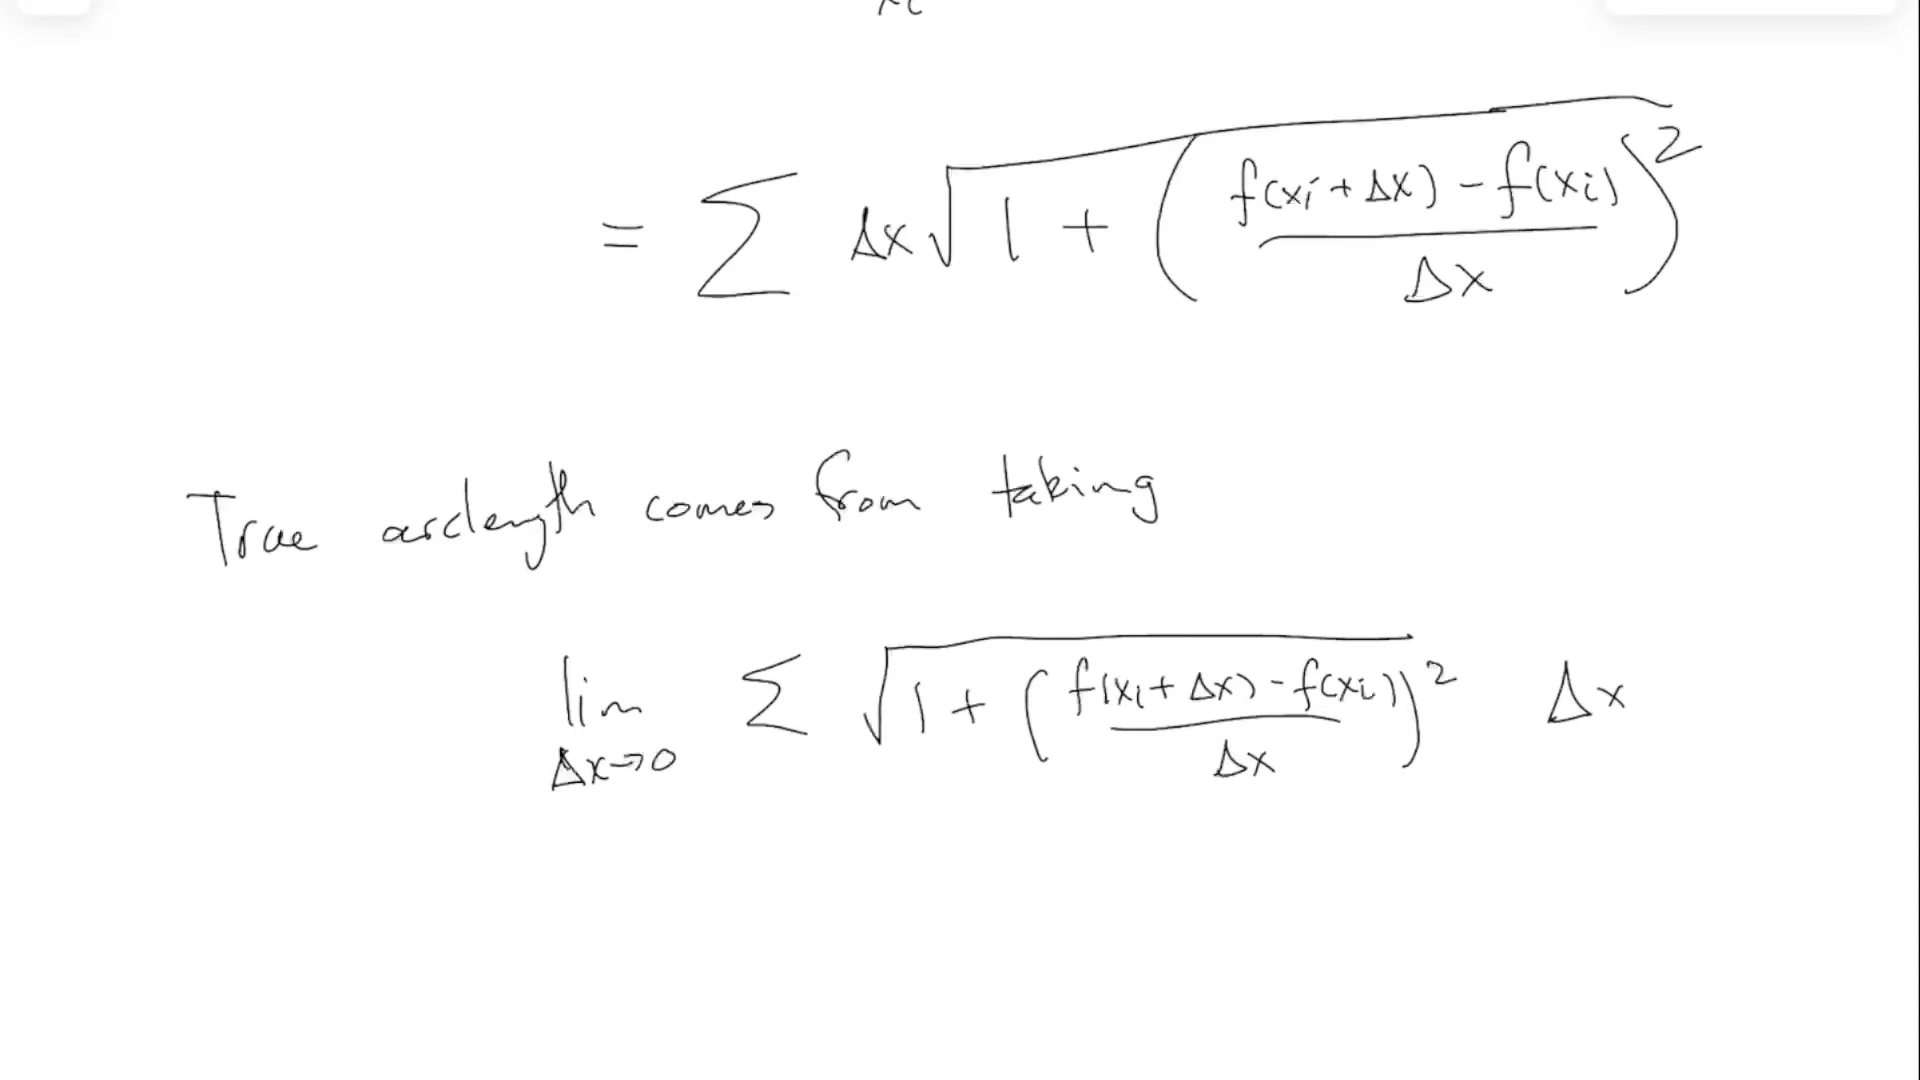 xi
= Σ Δx √(1 + ((f(xi + Δx) - f(xi))/Δx)²)
True arclength comes from taking
lim Δx→0 Σ √(1 + ((f(xi + Δx) - f(xi))/Δx)²) Δx